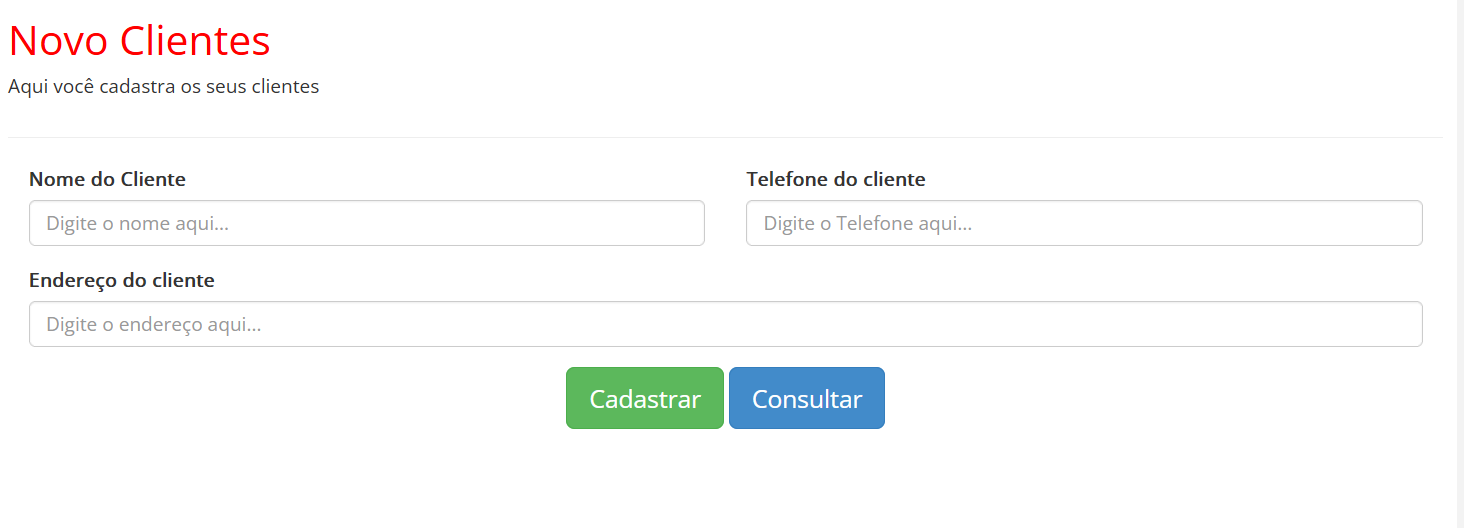 Novo Clientes
Aqui você cadastra os seus clientes
Nome do Cliente
Telefone do cliente
Digite o nome aqui...
Digite o Telefone aqui...
Endereço do cliente
Digite o endereço aqui...
Cadastrar
Consultar